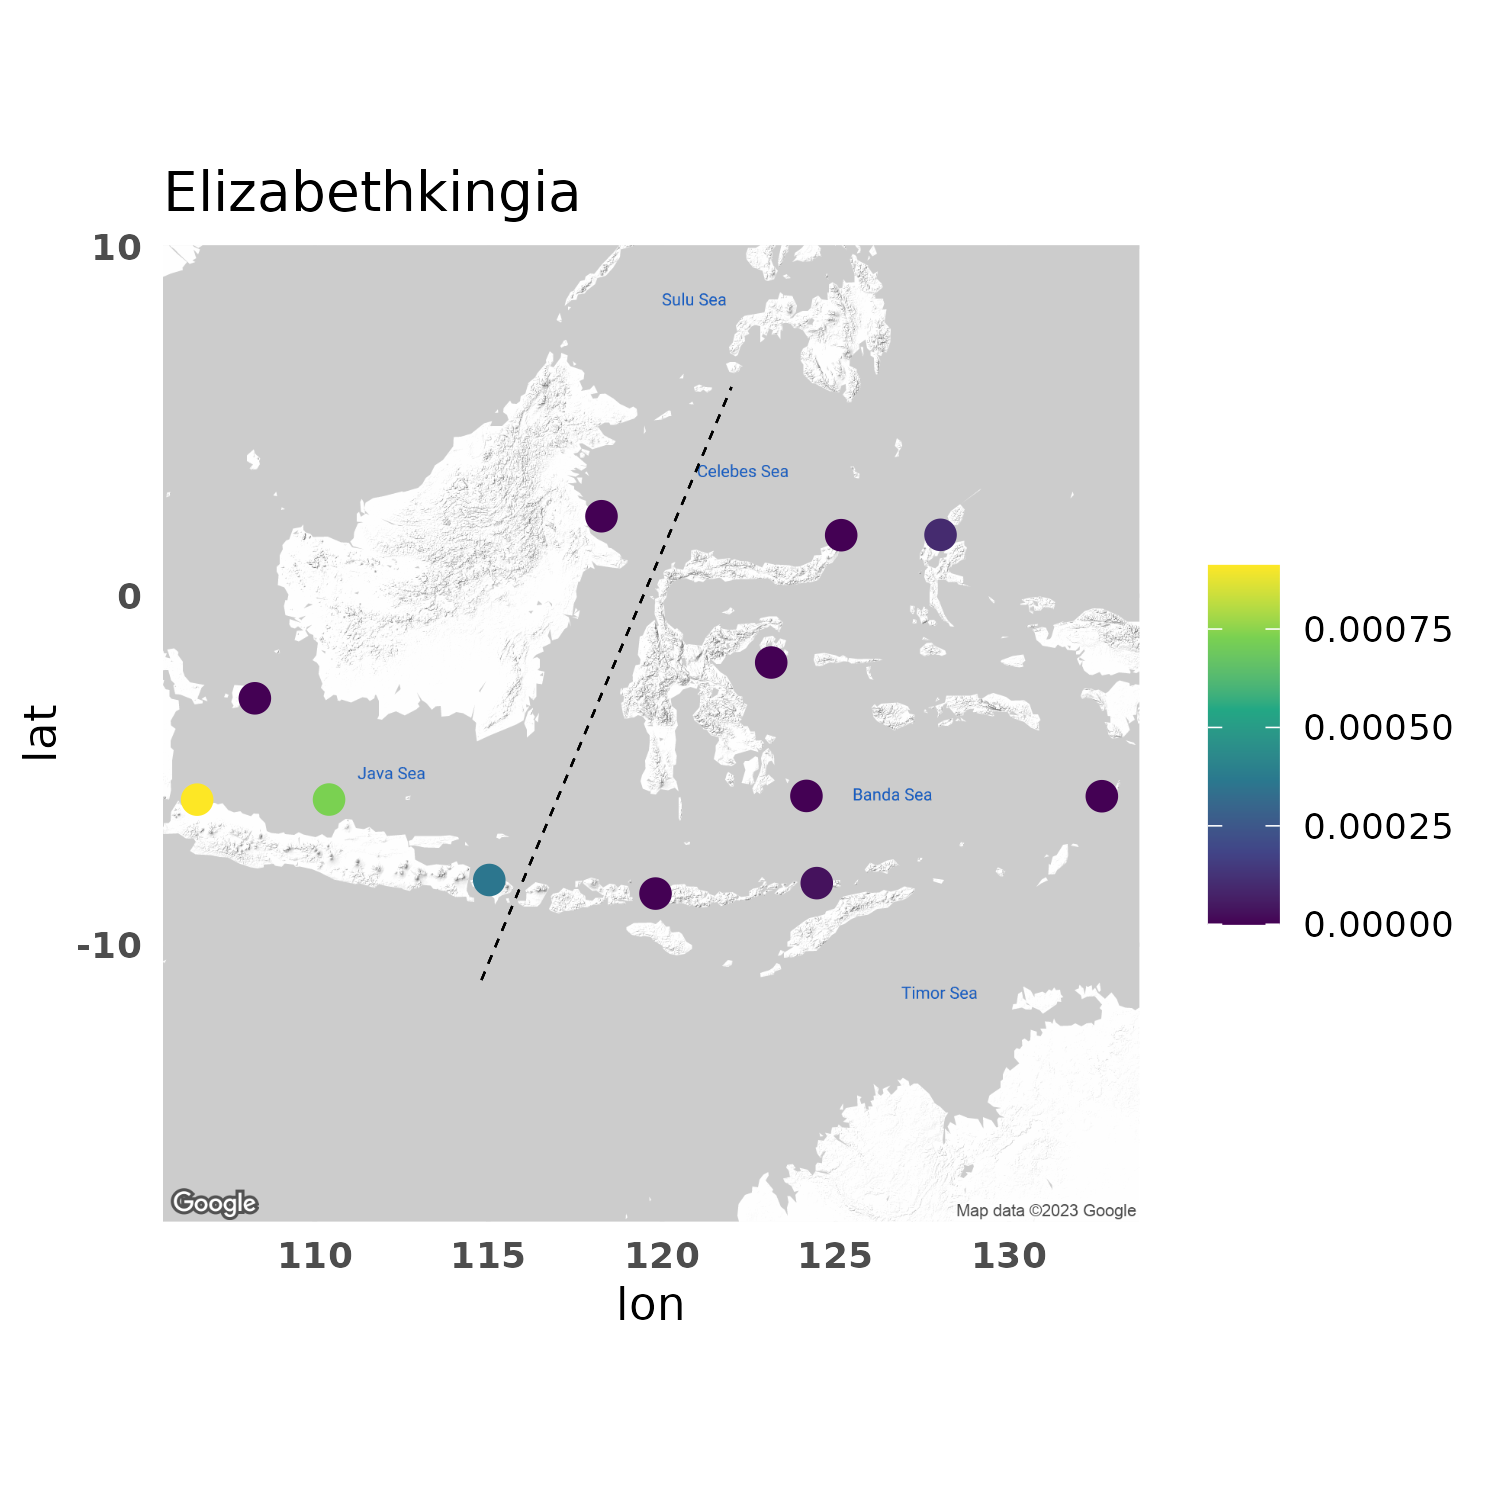 Elizabethkingia
10
0
-10
lat
Sulu Sea
Celebes Sea
Java Sea
Banda Sea
Timor Sea
Google
Map data ©2023 Google
110
115
120
125
130
lon
0.00075
0.00050
0.00025
0.00000